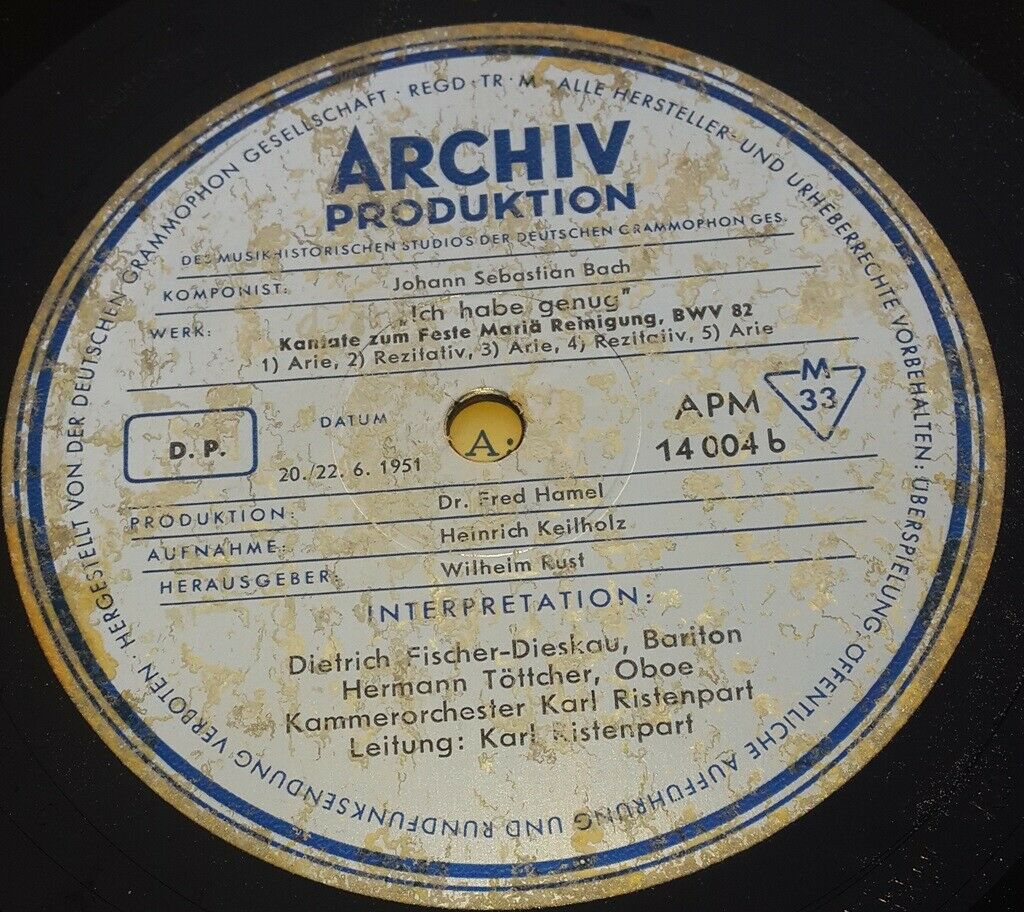 HERGESTELLT VON DER DEUTSCHEN GRAMMOPHON GESELLSCHAFT · REGD · TR · M · ALLE HERSTELLER- UND URHEBERRECHTE VORBEHALTEN: ÜBERSPIELUNG, ÖFFENTLICHE AUFFÜHRUNG UND RUNDFUNKSENDUNG VERBOTEN
ARCHIV
PRODUKTION
DES MUSIKHISTORISCHEN STUDIOS DER DEUTSCHEN GRAMMOPHON GES.
KOMPONIST: Johann Sebastian Bach
WERK: „Ich habe genug"
Kantate zum Feste Mariä Reinigung, BWV 82
1) Arie, 2) Rezitativ, 3) Arie, 4) Rezitativ, 5) Arie
D. P.
DATUM
20./22. 6. 1951
A.
APM
14 004 b
M
33
PRODUKTION: Dr. Fred Hamel
AUFNAHME: Heinrich Keilholz
HERAUSGEBER: Wilhelm Rust
INTERPRETATION:
Dietrich Fischer-Dieskau, Bariton
Hermann Töttcher, Oboe
Kammerorchester Karl Ristenpart
Leitung: Karl Ristenpart